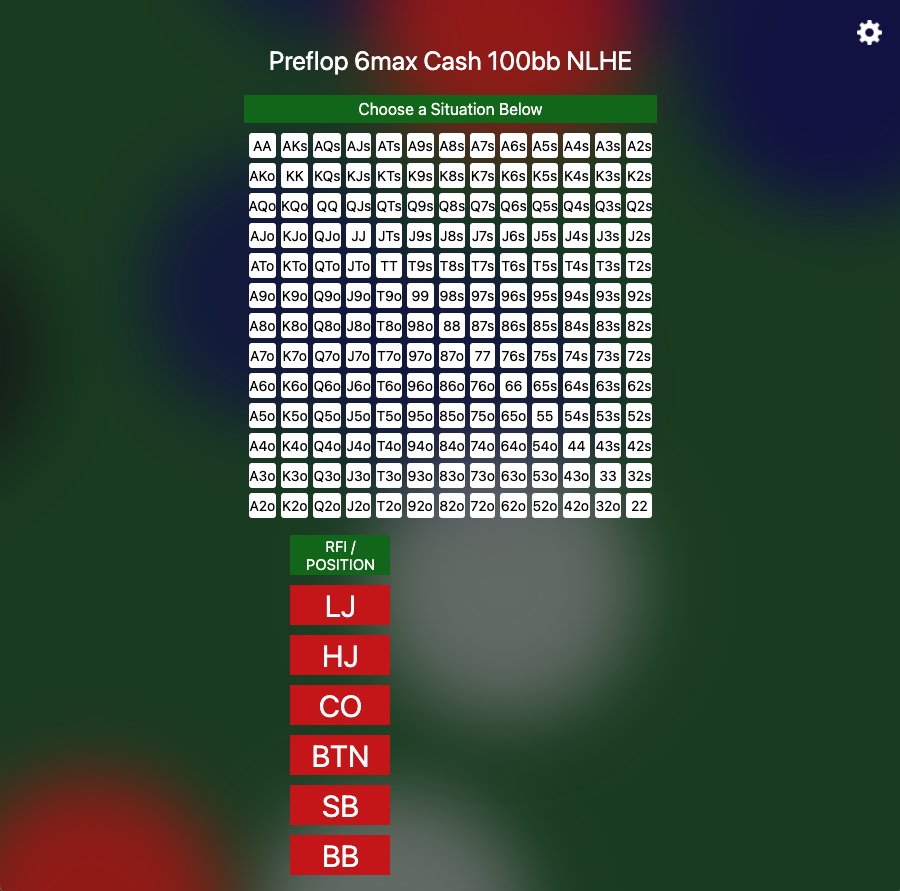 Preflop 6max Cash 100bb NLHE
Choose a Situation Below
AA AKs AQs AJs ATs A9s A8s A7s A6s A5s A4s A3s A2s
AKo KK KQs KJs KTs K9s K8s K7s K6s K5s K4s K3s K2s
AQo KQo QQ QJs QTs Q9s Q8s Q7s Q6s Q5s Q4s Q3s Q2s
AJo KJo QJo JJ JTs J9s J8s J7s J6s J5s J4s J3s J2s
ATo KTo QTo JTo TT T9s T8s T7s T6s T5s T4s T3s T2s
A9o K9o Q9o J9o T9o 99 98s 97s 96s 95s 94s 93s 92s
A8o K8o Q8o J8o T8o 98o 88 87s 86s 85s 84s 83s 82s
A7o K7o Q7o J7o T7o 97o 87o 77 76s 75s 74s 73s 72s
A6o K6o Q6o J6o T6o 96o 86o 76o 66 65s 64s 63s 62s
A5o K5o Q5o J5o T5o 95o 85o 75o 65o 55 54s 53s 52s
A4o K4o Q4o J4o T4o 94o 84o 74o 64o 54o 44 43s 42s
A3o K3o Q3o J3o T3o 93o 83o 73o 63o 53o 43o 33 32s
A2o K2o Q2o J2o T2o 92o 82o 72o 62o 52o 42o 32o 22
RFI /
POSITION
LJ
HJ
CO
BTN
SB
BB